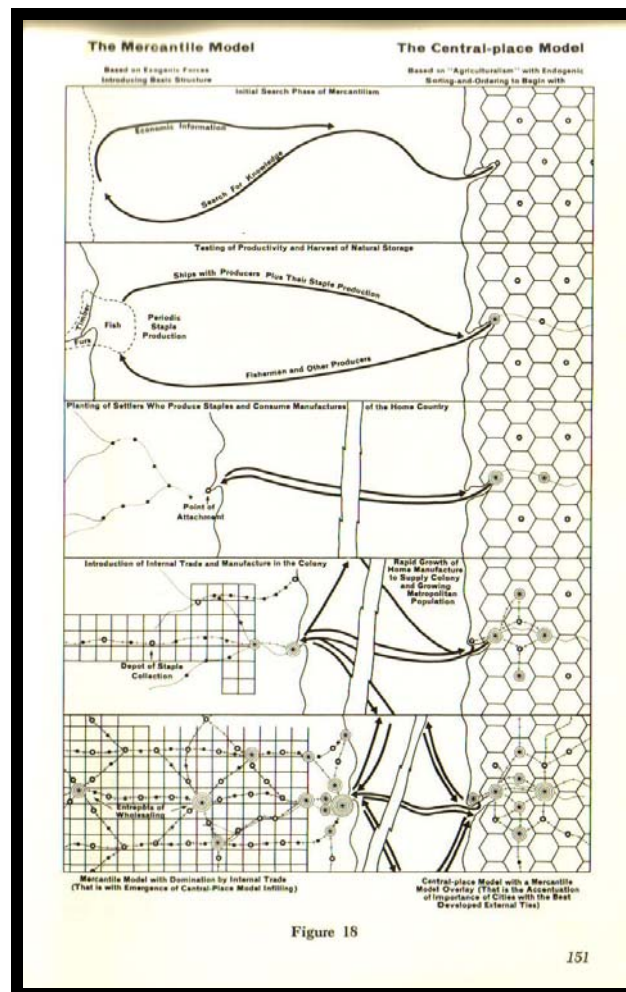 The Mercantile Model
The Central-place Model
Based on Exogenic Forces
Introducing Basic Structure
Based on "Agriculturalism" with Endogenic
Sorting-and-Ordering to Begin with
Initial Search Phase of Mercantilism
Economic Information
Search For Knowledge
Testing of Productivity and Harvest of Natural Storage
Ships with Producers Plus Their Staple Production
Timber
Fish
Furs
Periodic
Staple
Production
Fisherman and Other Producers
Planting of Settlers Who Produce Staples and Consume Manufactures of the Home Country
Point of
Attachment
Introduction of Internal Trade and Manufacture in the Colony
Rapid Growth of
Home Manufacture
to Supply Colony
and Growing
Metropolitan
Population
Depot of Staple
Collection
Entrepôts of
Wholesaling
Mercantile Model with Domination by Internal Trade
(That is with Emergence of Central-Place Model Infilling)
Central-place Model with a Mercantile
Model Overlay (That is the Accentuation
of Importance of Cities with the Best
Developed External Ties)
Figure 18
151